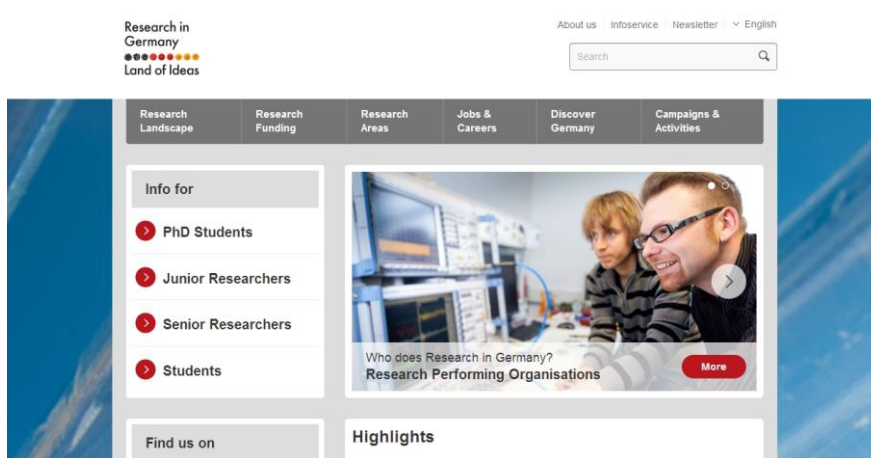 Research in
Germany
Land of Ideas
About us
Infoservice
Newsletter
English
Search
Research
Landscape
Research
Funding
Research
Areas
Jobs &
Careers
Discover
Germany
Campaigns &
Activities
Info for
PhD Students
Junior Researchers
Senior Researchers
Students
Who does Research in Germany?
Research Performing Organisations
More
Find us on
Highlights